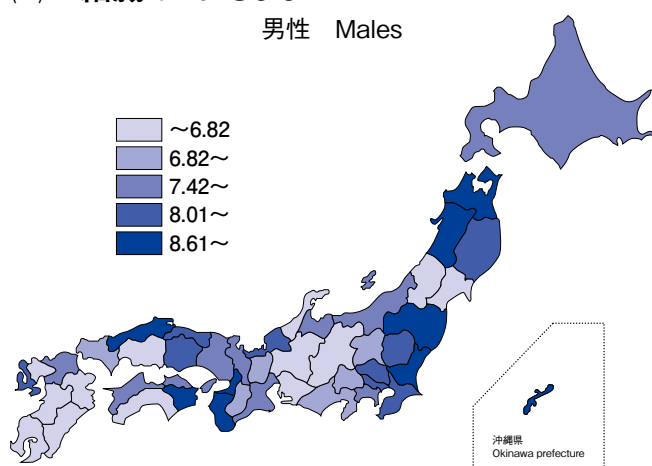 男性 Males
～6.82
6.82～
7.42～
8.01～
8.61～
沖縄県
Okinawa prefecture